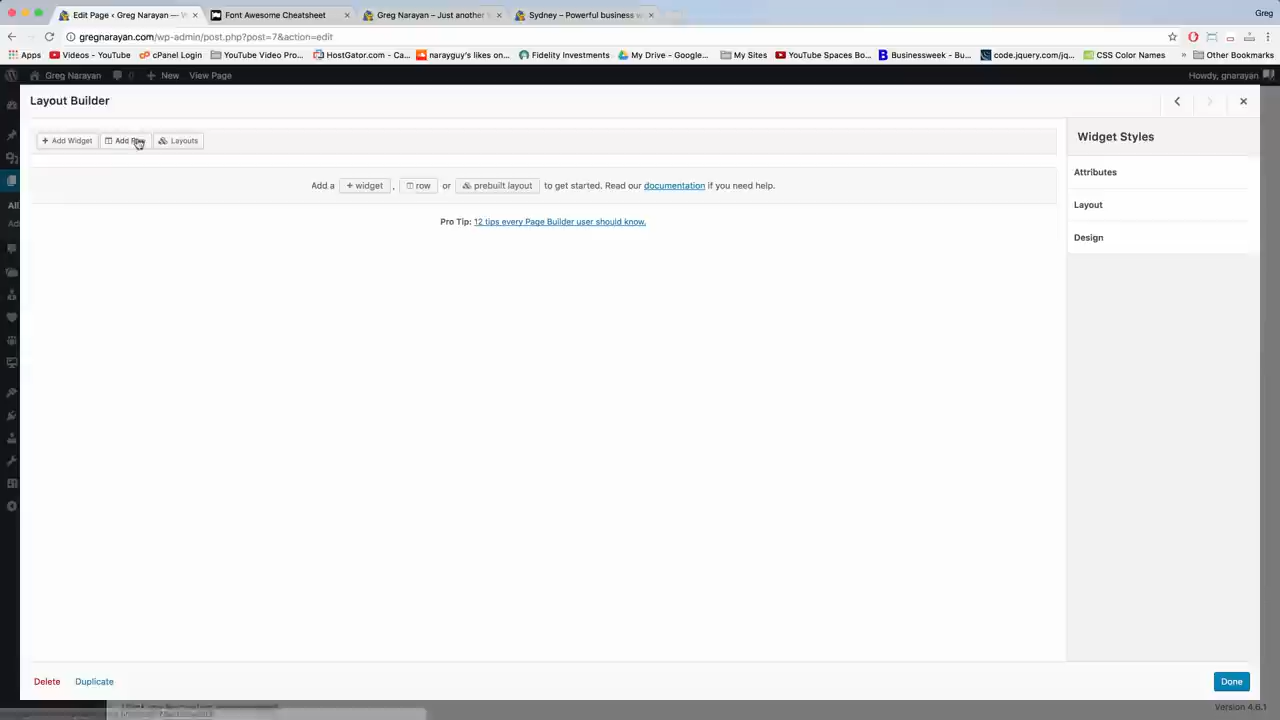 Edit Page ‹ Greg Narayan — W
Font Awesome Cheatsheet
Greg Narayan – Just another W
Sydney – Powerful business w
Greg
gregnarayan.com/wp-admin/post.php?post=7&action=edit
Apps
Videos - YouTube
cPanel Login
YouTube Video Pro...
HostGator.com - Ca...
narayguy's likes on...
Fidelity Investments
My Drive - Google...
My Sites
YouTube Spaces Bo...
Businessweek - Bu...
code.jquery.com/jq...
CSS Color Names
» Other Bookmarks
Greg Narayan
New
View Page
Howdy, gnarayan
Layout Builder
+ Add Widget
Add
Layouts
Widget Styles
Attributes
Layout
Design
Add a + widget , row or prebuilt layout to get started. Read our documentation if you need help.
Pro Tip: 12 tips every Page Builder user should know.
All
Ad
Delete
Duplicate
Done
Version 4.6.1